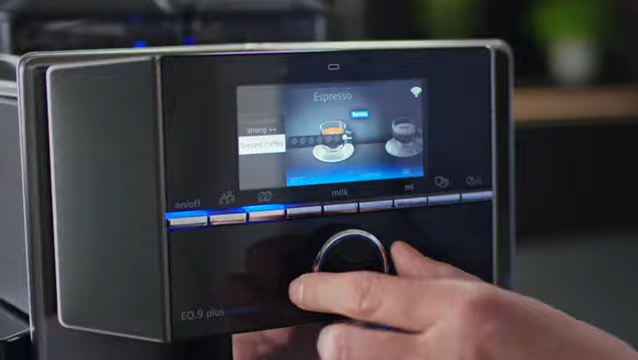 Espresso
strong ++
Ground coffee
on/off
milk
ml
EQ.9 plus